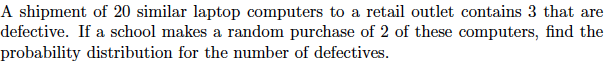 A shipment of 20 similar laptop computers to a retail outlet contains 3 that are
defective. If a school makes a random purchase of 2 of these computers, find the
probability distribution for the number of defectives.